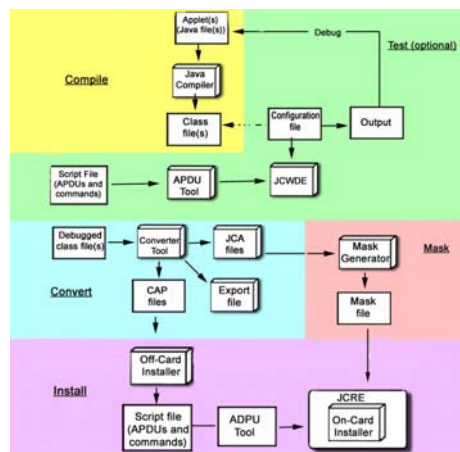 Applet(s)
(Java file(s))
Debug
Test (optional)
Compile
Java
Compiler
Class
file(s)
Configuration
file
Output
Script File
(APDUs and
commands)
APDU
Tool
JCWDE
Debugged
class file(s)
Converter
Tool
JCA
files
Mask
Generator
Mask
Convert
CAP
files
Export
file
Mask
file
Off-Card
Installer
Install
Script file
(APDUs and
commands)
ADPU
Tool
JCRE
On-Card
Installer